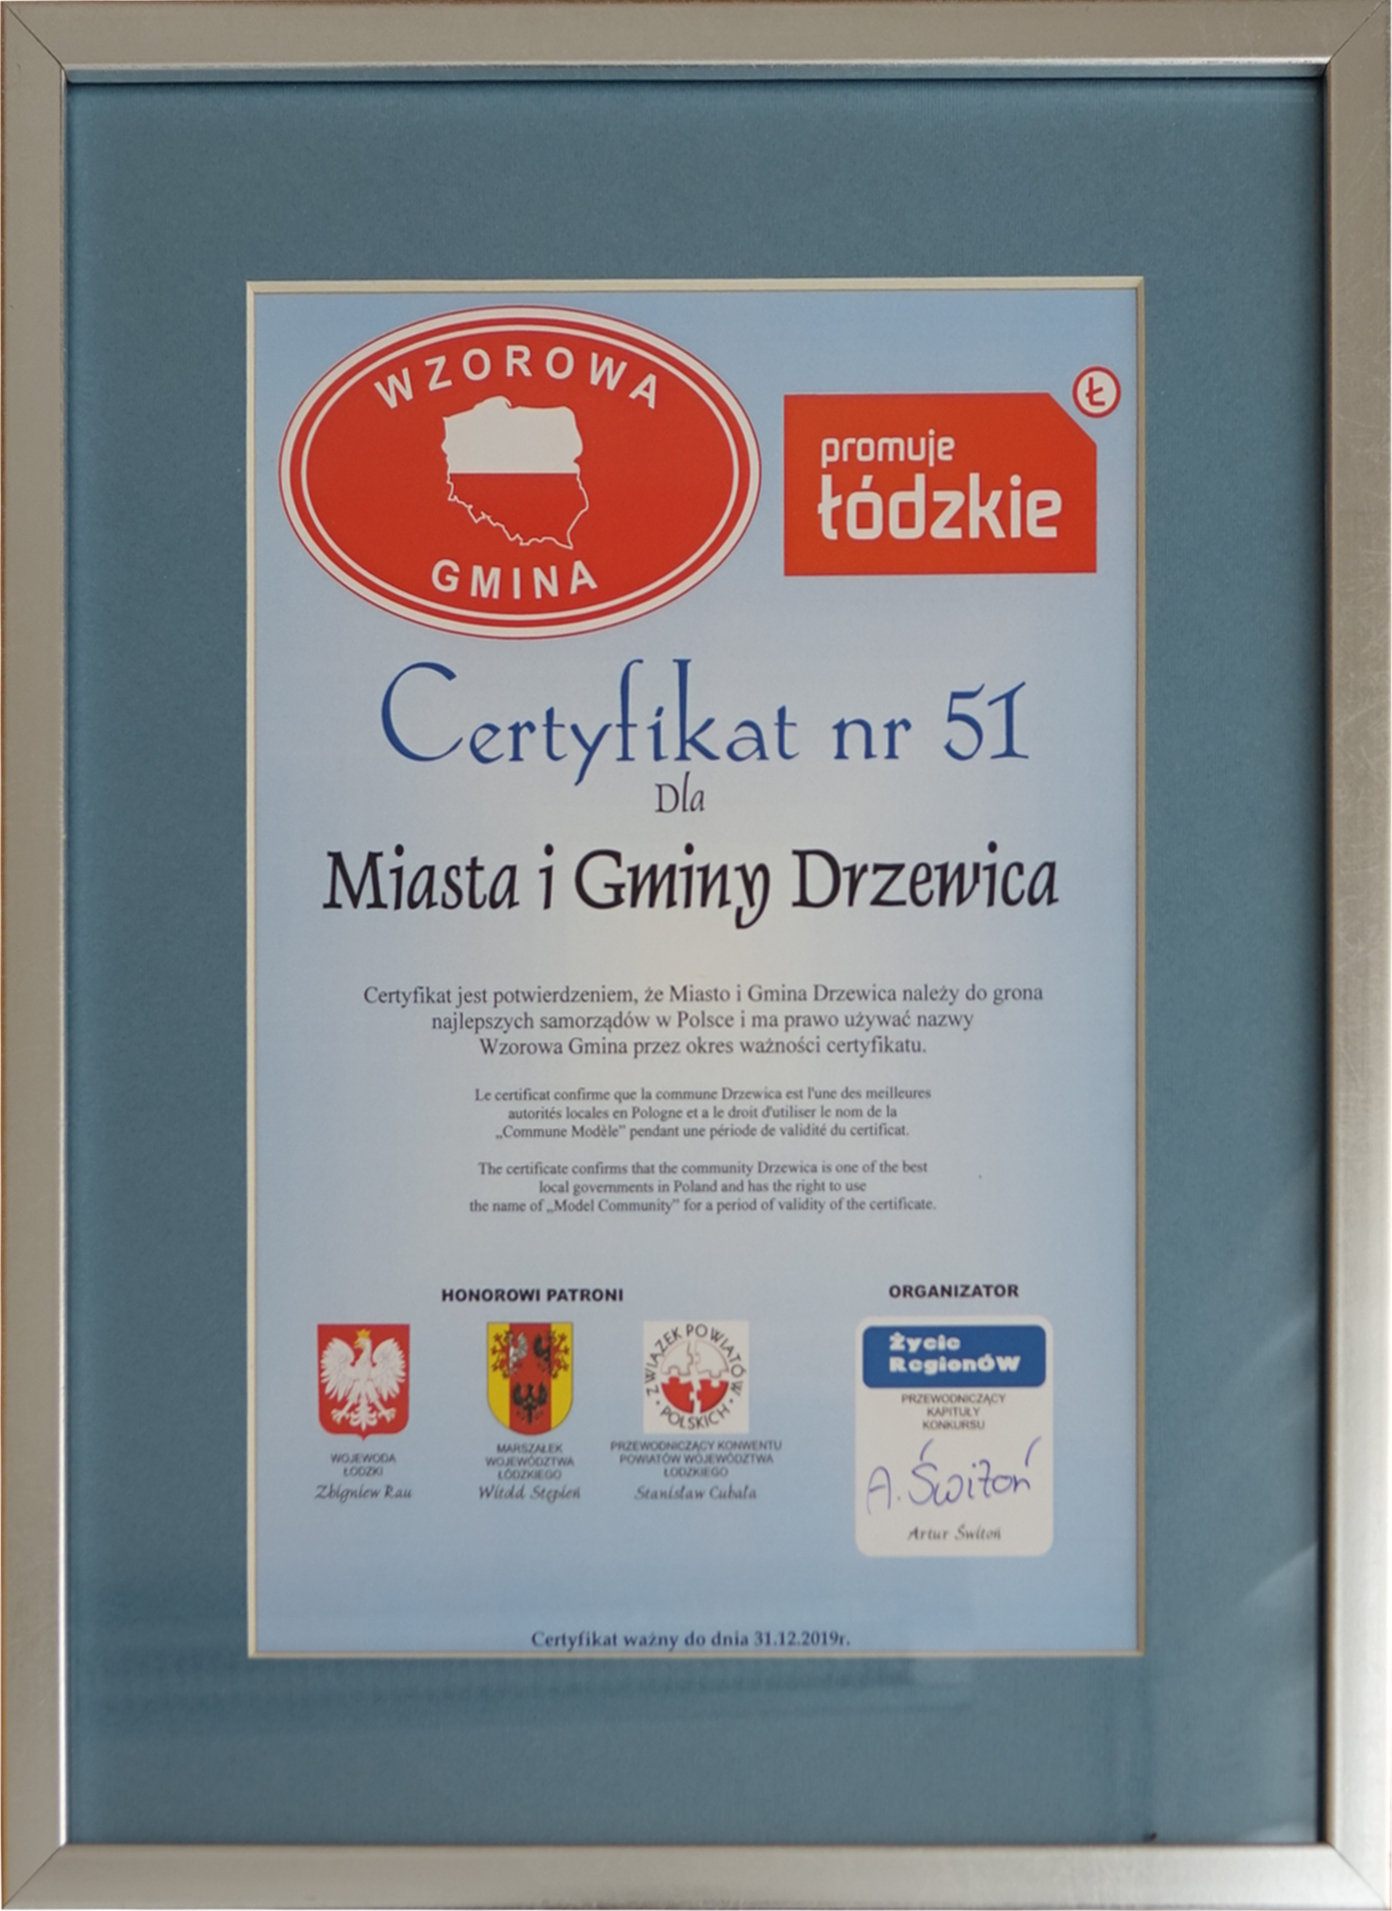 WZOROWA
GMINA
Ł
promuje
łódzkie
Certyfikat nr 51
Dla
Miasta i Gminy Drzewica
Certyfikat jest potwierdzeniem, że Miasto i Gmina Drzewica należy do grona
najlepszych samorządów w Polsce i ma prawo używać nazwy
Wzorowa Gmina przez okres ważności certyfikatu.
Le certificat confirme que la commune Drzewica est l'une des meilleures
autorités locales en Pologne et a le droit d'utiliser le nom de la
„Commune Modèle” pendant une période de validité du certificat.
The certificate confirms that the community Drzewica is one of the best
local governments in Poland and has the right to use
the name of „Model Community” for a period of validity of the certificate.
HONOROWI PATRONI
WOJEWODA
ŁÓDZKI
Zbigniew Rau
MARSZAŁEK
WOJEWÓDZTWA
ŁÓDZKIEGO
Witold Stępień
ZWIĄZEK POWIATÓW
POLSKICH
PRZEWODNICZĄCY KONWENTU
POWIATÓW WOJEWÓDZTWA
ŁÓDZKIEGO
Stanisław Cubała
ORGANIZATOR
Życie
RegionÓW
PRZEWODNICZĄCY
KAPITUŁY
KONKURSU
A. Świtoń
Artur Świtoń
Certyfikat ważny do dnia 31.12.2019r.